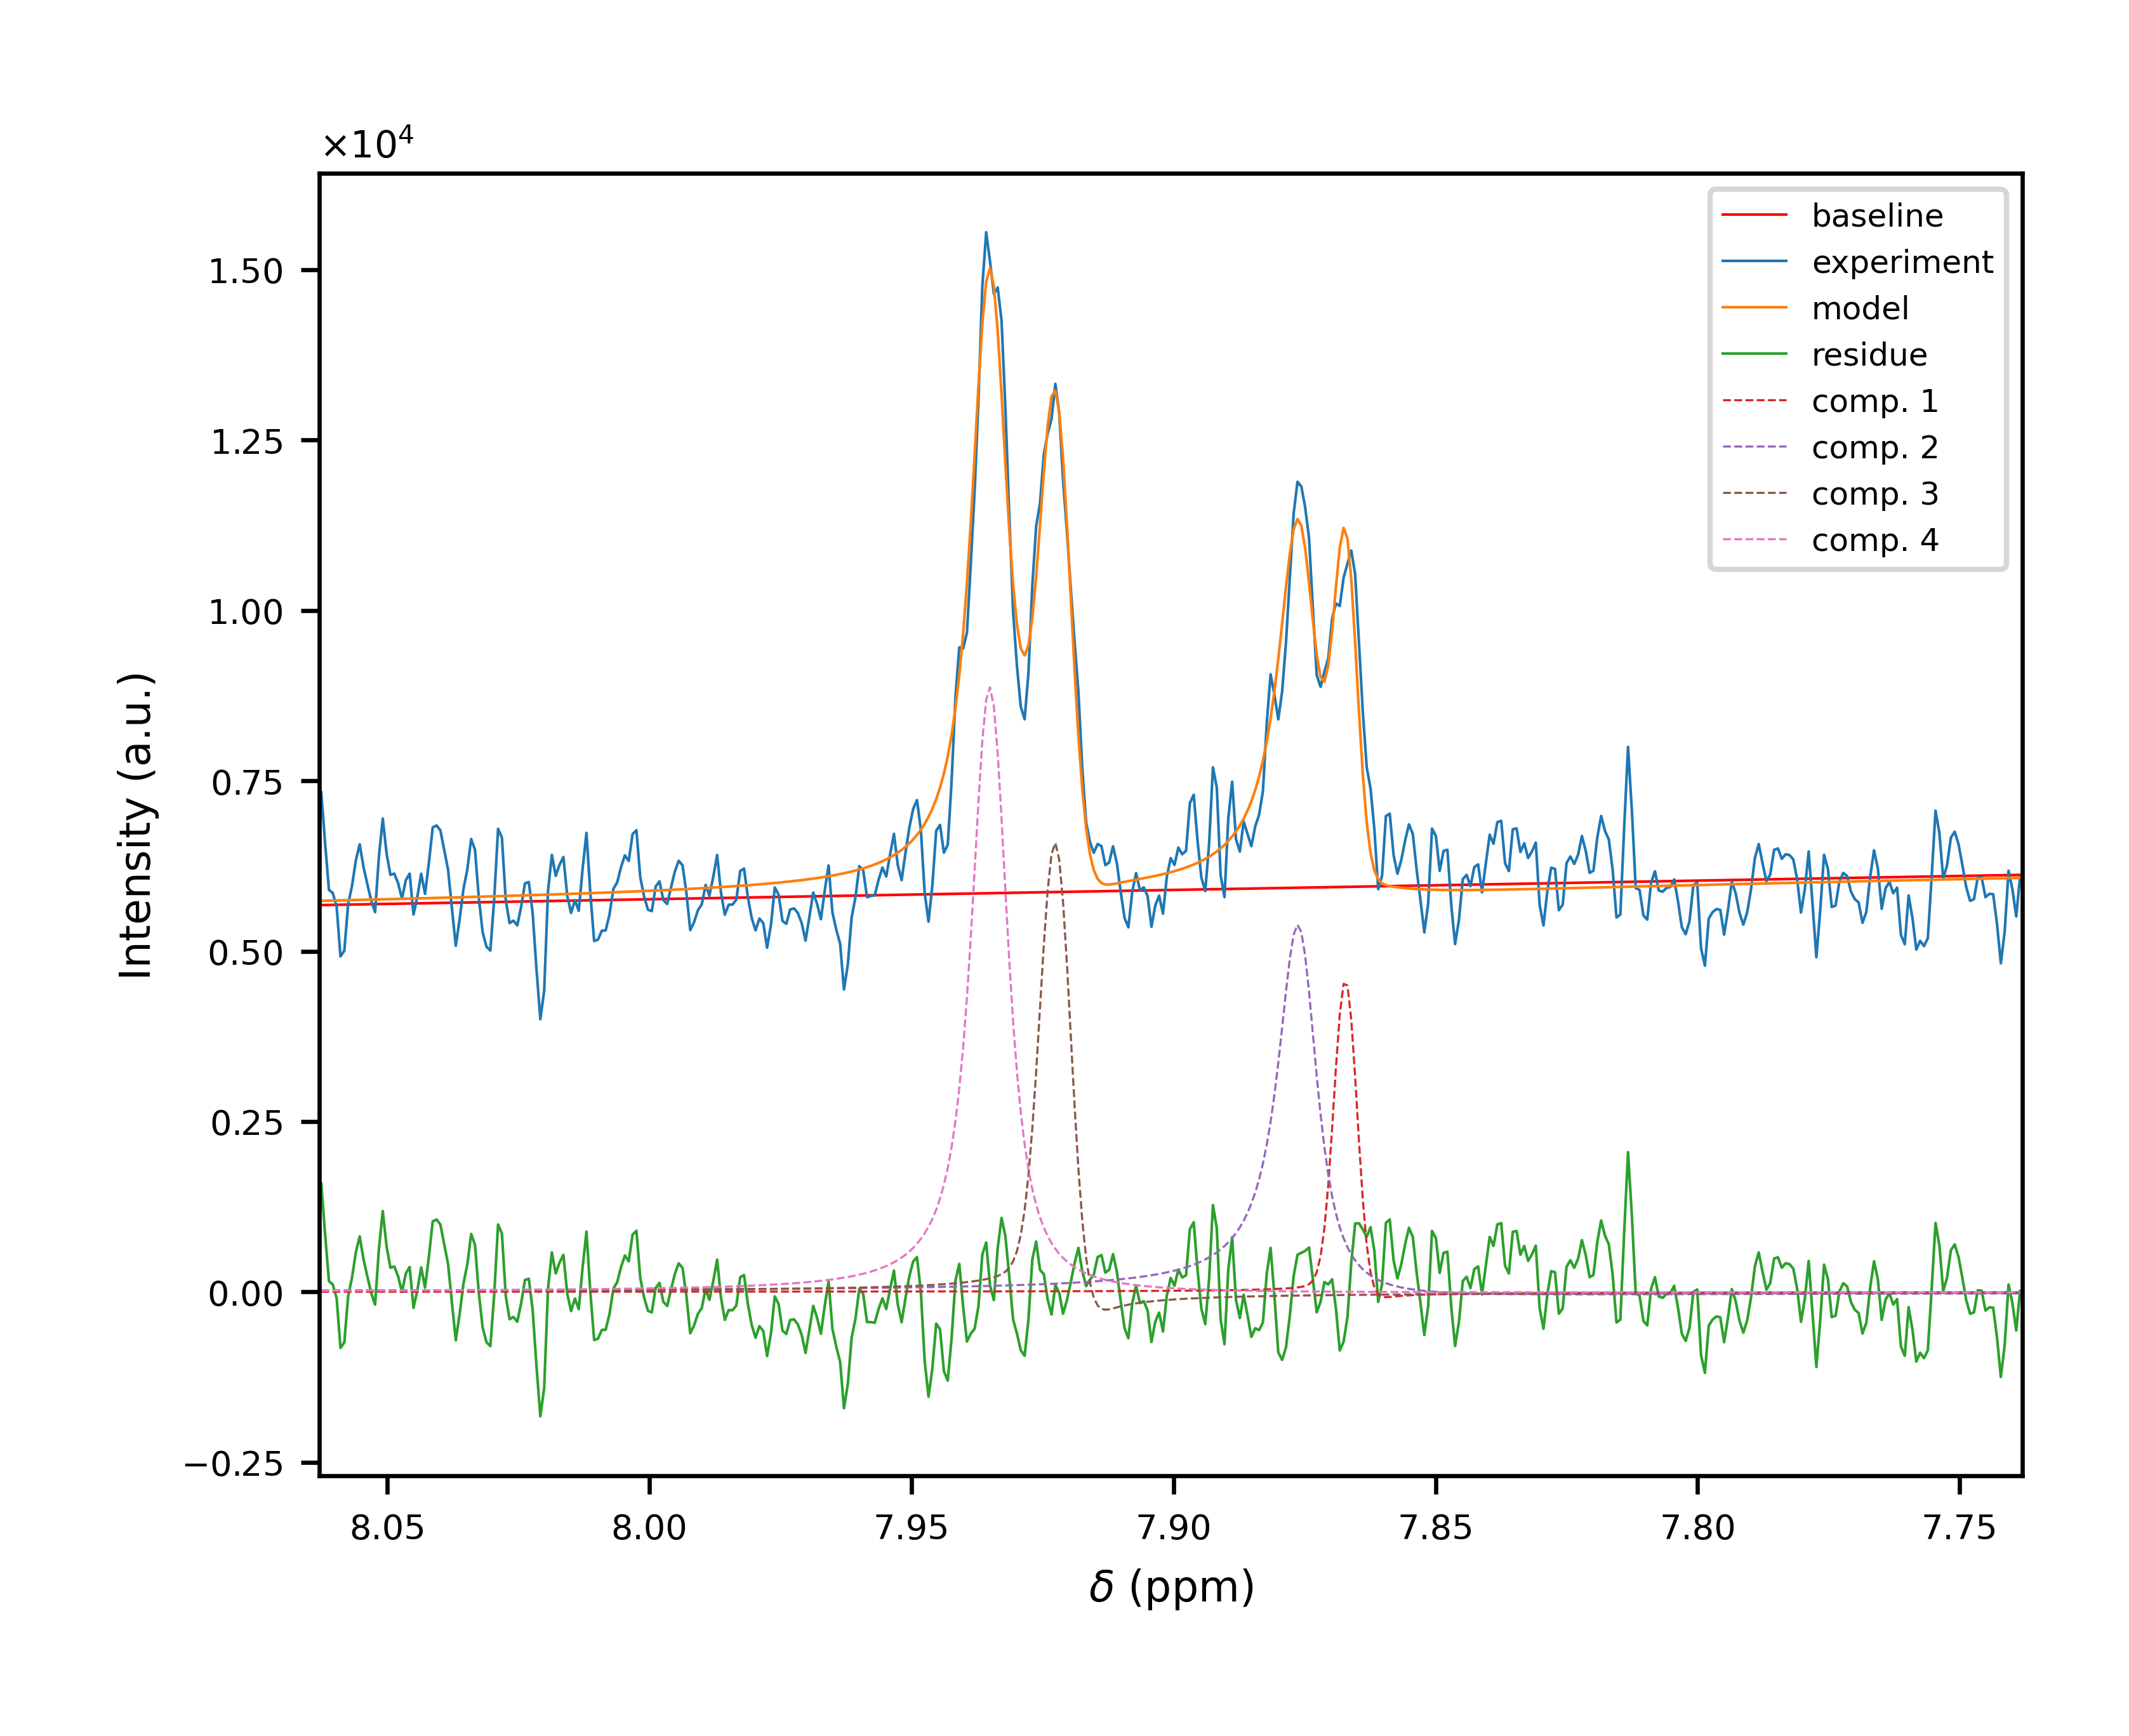 ×10⁴
1.50
1.25
1.00
0.75
0.50
0.25
0.00
−0.25
Intensity (a.u.)
baseline
experiment
model
residue
comp. 1
comp. 2
comp. 3
comp. 4
8.05 8.00 7.95 7.90 7.85 7.80 7.75
δ (ppm)